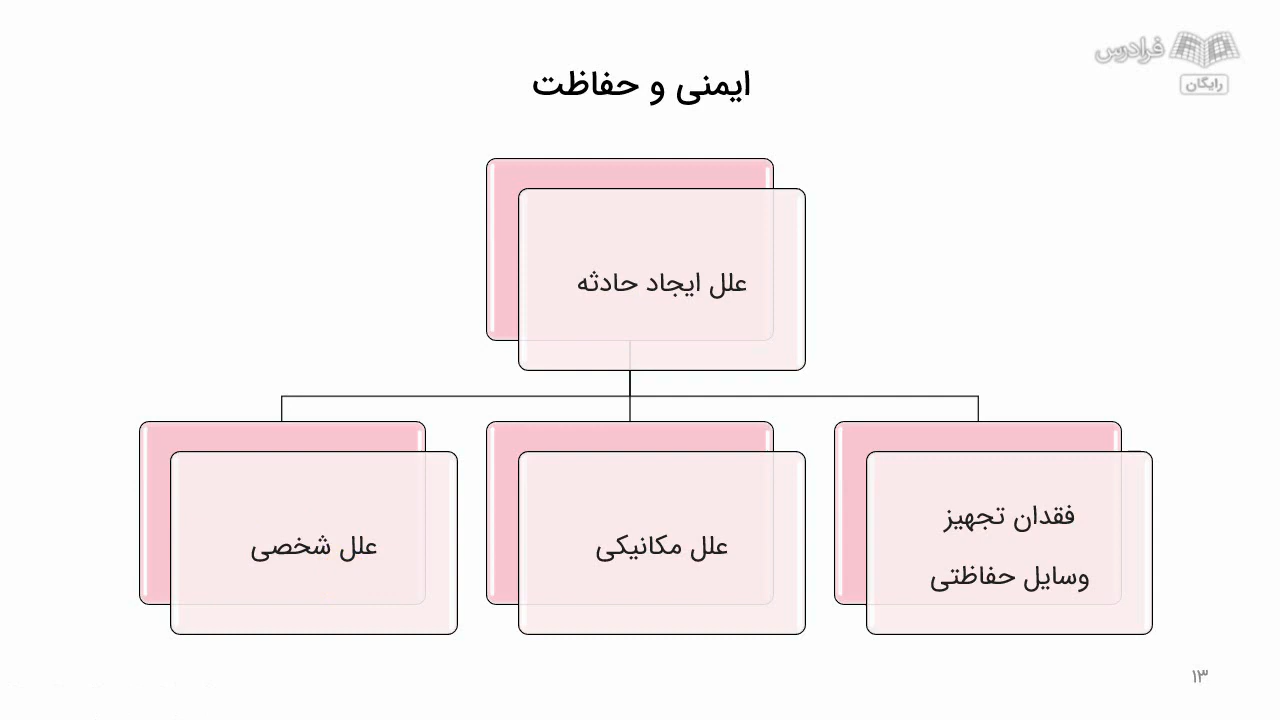 فرادرس
رایگان
ایمنی و حفاظت
علل ایجاد حادثه
فقدان تجهیز
وسایل حفاظتی
علل مکانیکی
علل شخصی
۱۳